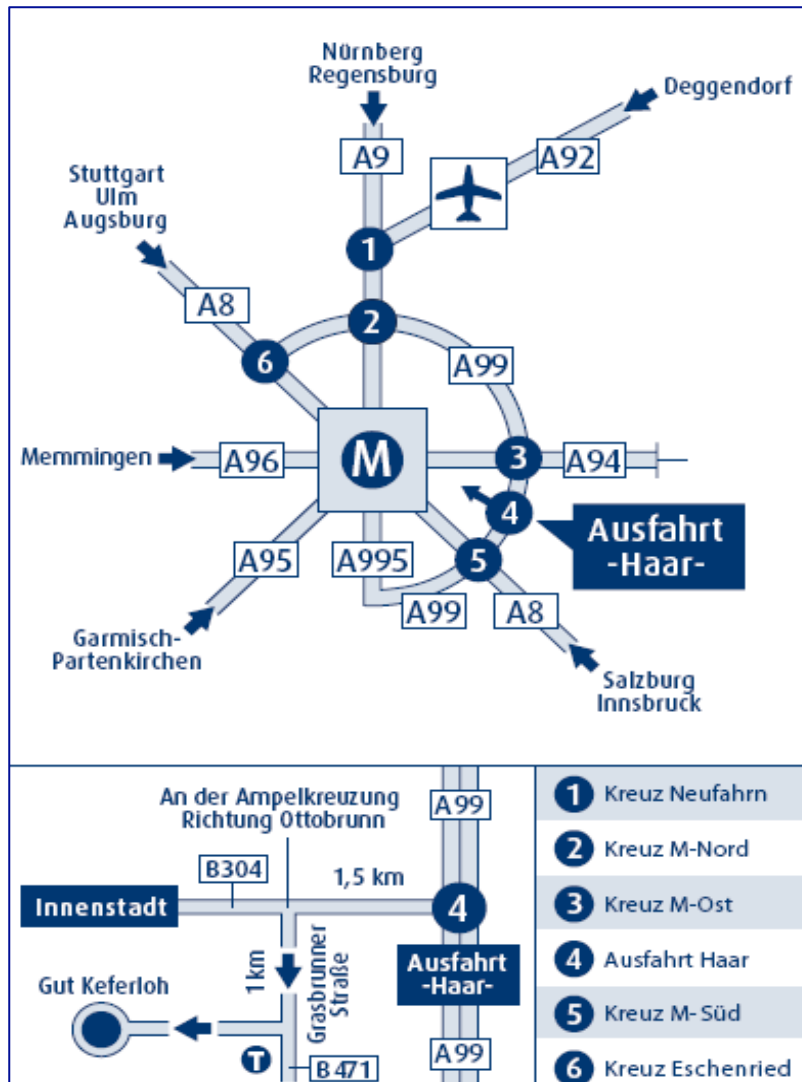 Nürnberg
Regensburg
Deggendorf
A9
A92
Stuttgart
Ulm
Augsburg
1
A8
2
6
A99
Memmingen
A96
M
3
A94
4
Ausfahrt
-Haar-
A95
A995
5
A99
A8
Garmisch-
Partenkirchen
Salzburg
Innsbruck
An der Ampelkreuzung
Richtung Ottobrunn
A99
B304
1,5 km
Innenstadt
4
1km
Grasbrunner
Straße
Ausfahrt
-Haar-
Gut Keferloh
T
B471
A99
1 Kreuz Neufahrn
2 Kreuz M-Nord
3 Kreuz M-Ost
4 Ausfahrt Haar
5 Kreuz M-Süd
6 Kreuz Eschenried